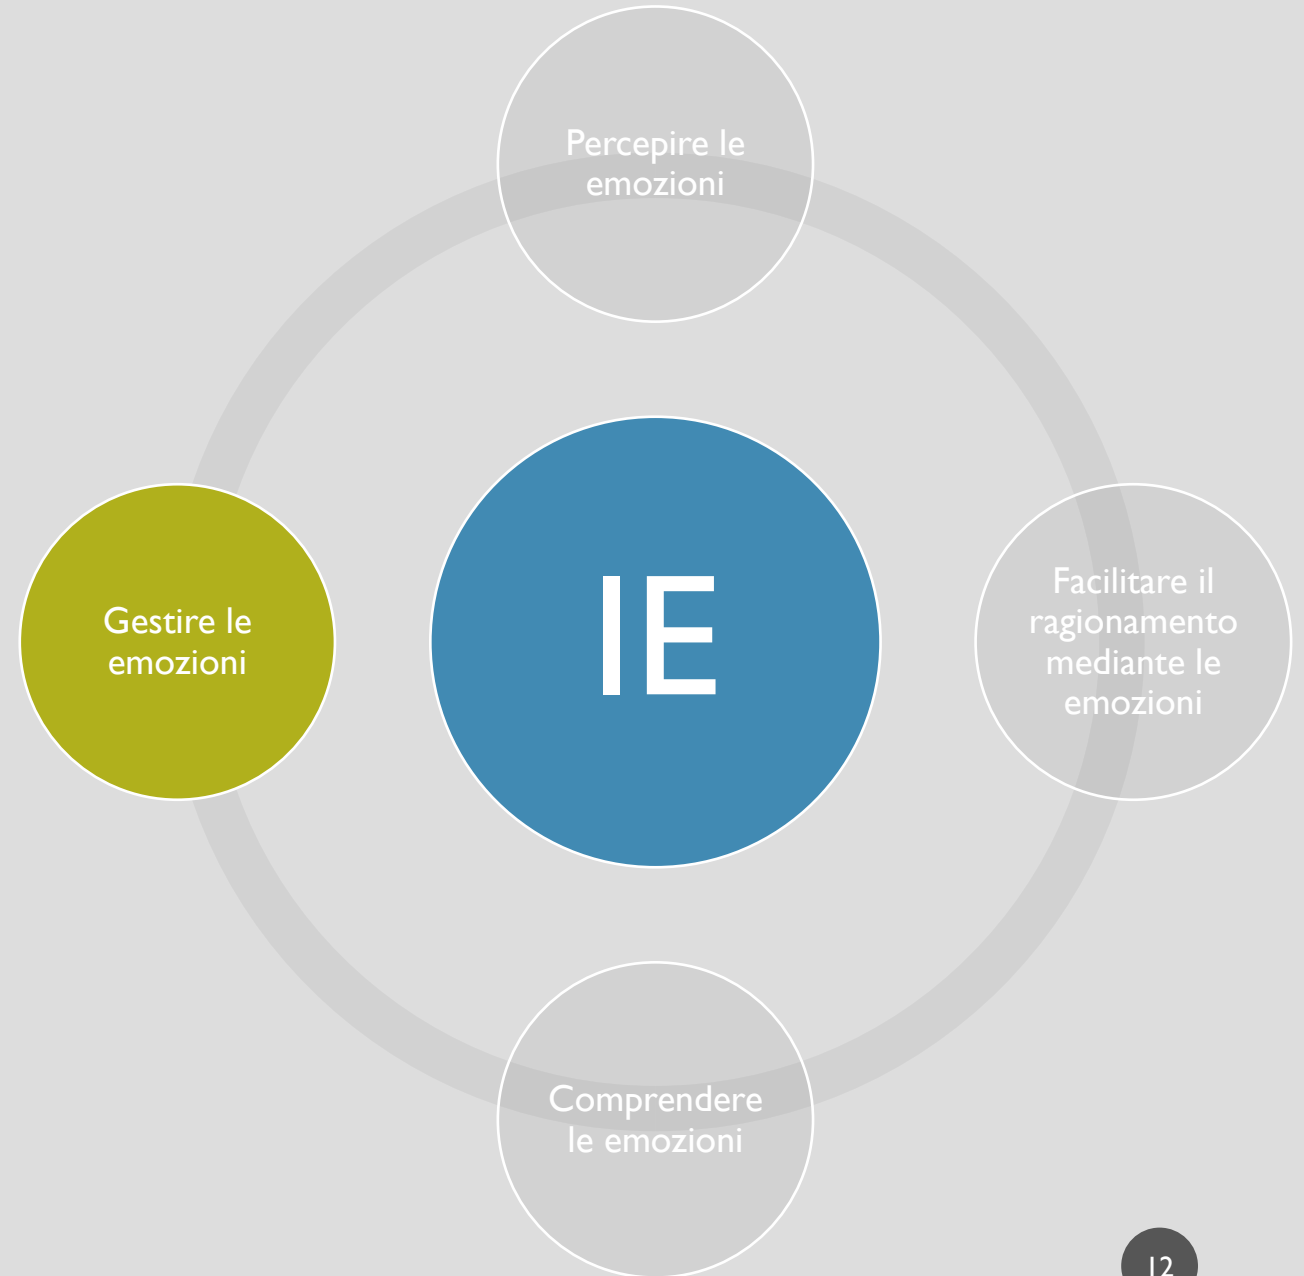 Percepire le
emozioni
Gestire le
emozioni
IE
Facilitare il
ragionamento
mediante le
emozioni
Comprendere
le emozioni
12